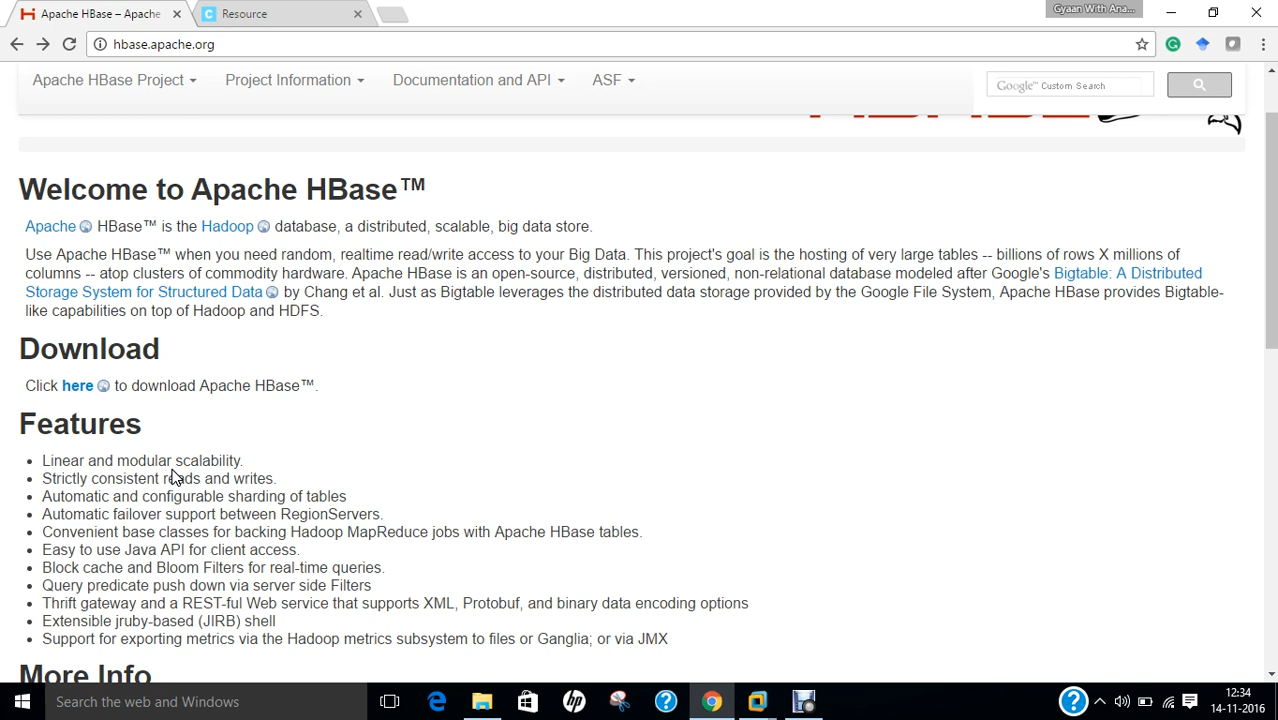 Apache HBase – Apache
Resource
Gyaan With Ana...
hbase.apache.org
Apache HBase Project
Project Information
Documentation and API
ASF
Google™ Custom Search
Welcome to Apache HBase™
Apache HBase™ is the Hadoop database, a distributed, scalable, big data store.
Use Apache HBase™ when you need random, realtime read/write access to your Big Data. This project's goal is the hosting of very large tables -- billions of rows X millions of
columns -- atop clusters of commodity hardware. Apache HBase is an open-source, distributed, versioned, non-relational database modeled after Google's Bigtable: A Distributed
Storage System for Structured Data by Chang et al. Just as Bigtable leverages the distributed data storage provided by the Google File System, Apache HBase provides Bigtable-
like capabilities on top of Hadoop and HDFS.
Download
Click here to download Apache HBase™.
Features
• Linear and modular scalability.
• Strictly consistent reads and writes.
• Automatic and configurable sharding of tables
• Automatic failover support between RegionServers.
• Convenient base classes for backing Hadoop MapReduce jobs with Apache HBase tables.
• Easy to use Java API for client access.
• Block cache and Bloom Filters for real-time queries.
• Query predicate push down via server side Filters
• Thrift gateway and a REST-ful Web service that supports XML, Protobuf, and binary data encoding options
• Extensible jruby-based (JIRB) shell
• Support for exporting metrics via the Hadoop metrics subsystem to files or Ganglia; or via JMX
More Info
Search the web and Windows
12:34
14-11-2016